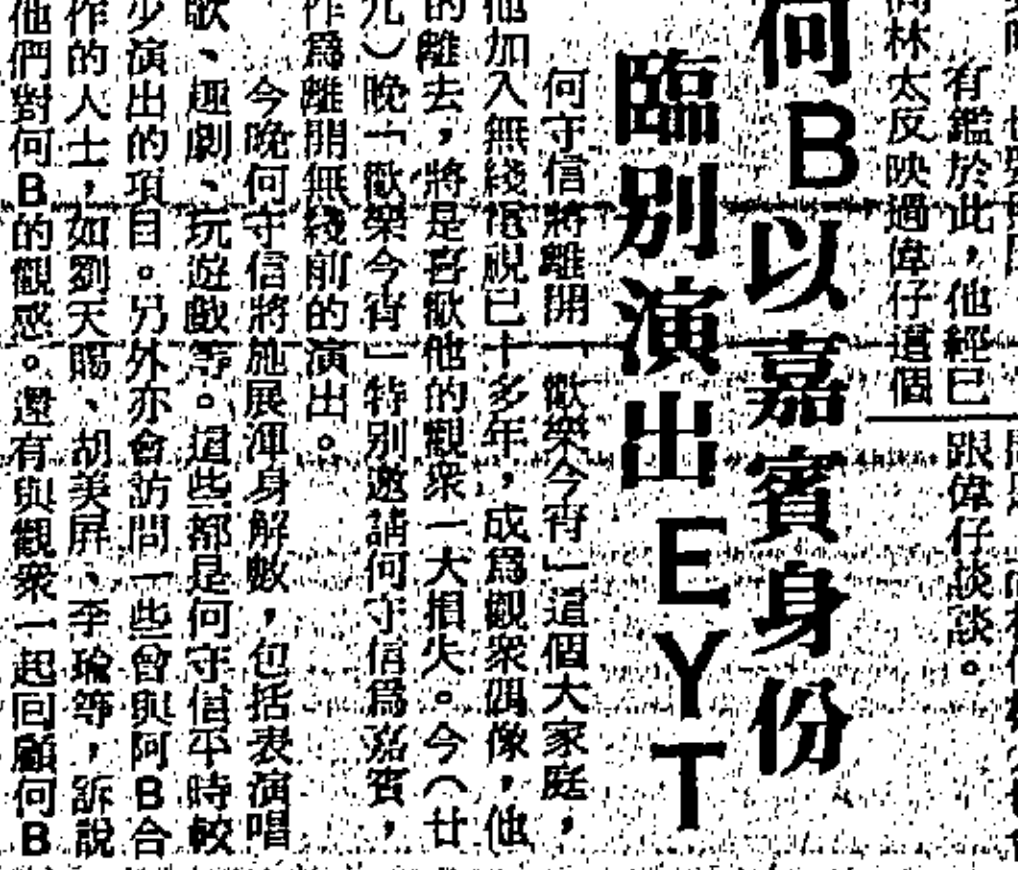 有鑑於此，他經已跟偉仔談談。
林太反映過偉仔這個
何B以嘉賓身份
臨別演出EYT
何守信將離開「歡樂今宵」這個大家庭，
他加入無綫電視已十多年，成爲觀衆偶像，他
的離去，將是喜歡他的觀衆一大損失。今（廿
九）晚「歡樂今宵」特别邀請何守信爲嘉賓，
作爲離開無綫前的演出。
今晚何守信將施展渾身解數，包括表演唱
歌、趣劇、玩遊戲等。這些都是何守信平時較
少演出的項目。另外亦會訪問一些曾與阿B合
作的人士，如劉天賜、胡美屏、李瑜等，訴說
他們對何B的觀感。還有與觀衆一起回顧何B